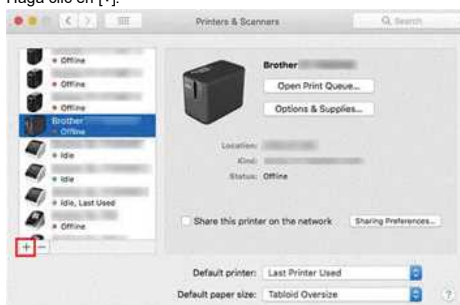 Haga clic en [+].
Printers & Scanners
Search
Offline
Offline
Offline
Brother
Offline
Idle
Idle
Idle, Last Used
Offline
+ −
Brother
Open Print Queue...
Options & Supplies...
Location:
Kind:
Status: Offline
Share this printer on the network
Sharing Preferences...
Default printer: Last Printer Used
Default paper size: Tabloid Oversize
?